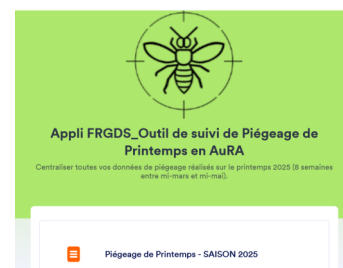 Appli FRGDS_Outil de suivi de Piégeage de
Printemps en AuRA
Centraliser toutes vos données de piégeage réalisés sur le printemps 2025 (8 semaines
entre mi-mars et mi-mai).
Piégeage de Printemps - SAISON 2025